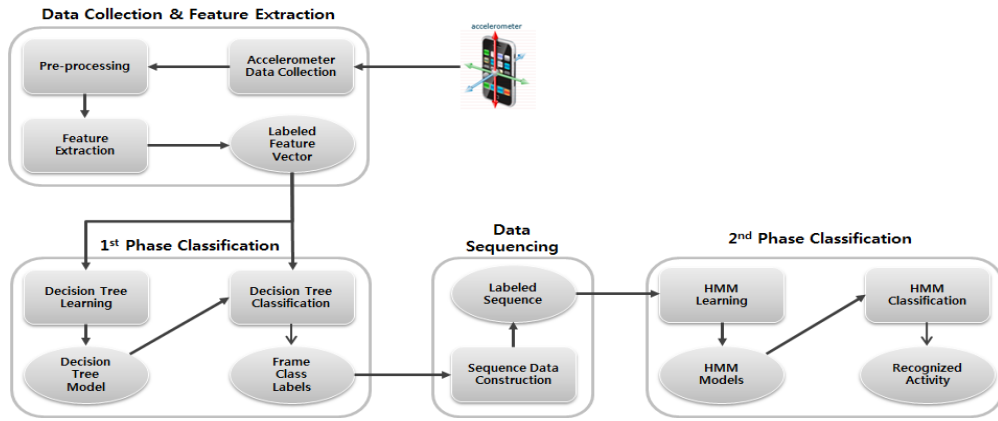 Data Collection & Feature Extraction
accelerometer
Pre-processing
Accelerometer
Data Collection
Feature
Extraction
Labeled
Feature
Vector
1st Phase Classification
Decision Tree
Learning
Decision Tree
Classification
Decision
Tree
Model
Frame
Class
Labels
Data
Sequencing
Labeled
Sequence
Sequence Data
Construction
2nd Phase Classification
HMM
Learning
HMM
Classification
HMM
Models
Recognized
Activity